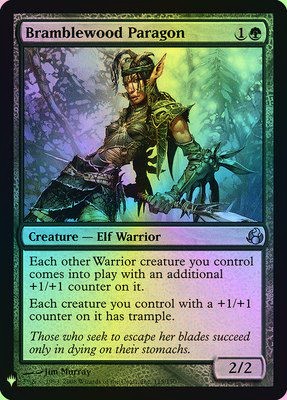 Bramblewood Paragon 1
Creature — Elf Warrior
Each other Warrior creature you control
comes into play with an additional
+1/+1 counter on it.
Each creature you control with a +1/+1
counter on it has trample.
Those who seek to escape her blades succeed
only in dying on their stomachs.
Jim Murray
2/2